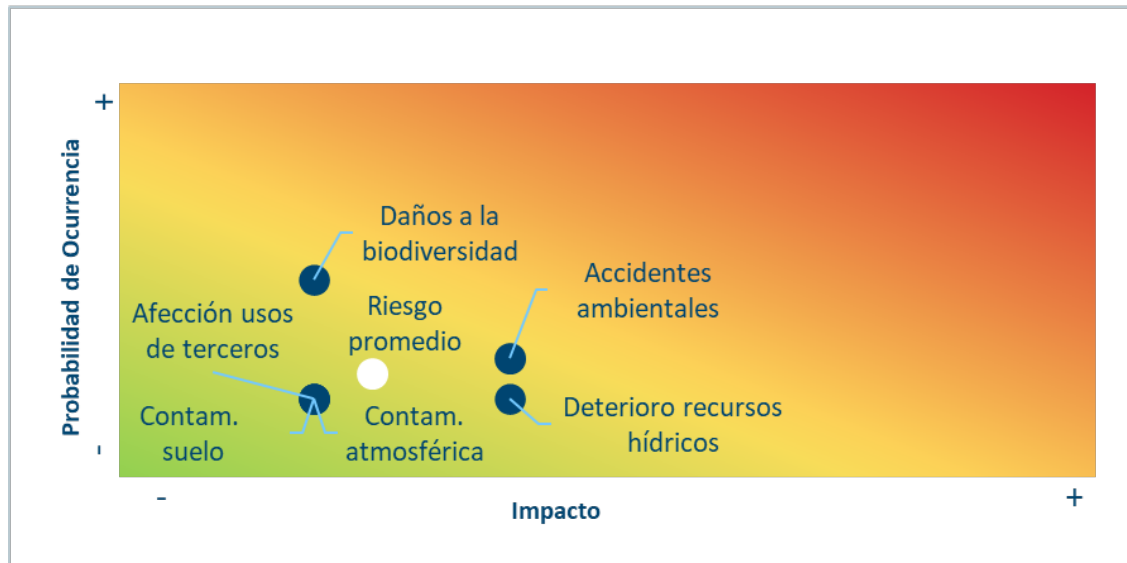 +
Probabilidad de Ocurrencia
-
Daños a la
biodiversidad
Accidentes
ambientales
Afección usos
de terceros
Riesgo
promedio
Contam.
suelo
Contam.
atmosférica
Deterioro recursos
hídricos
-
Impacto
+